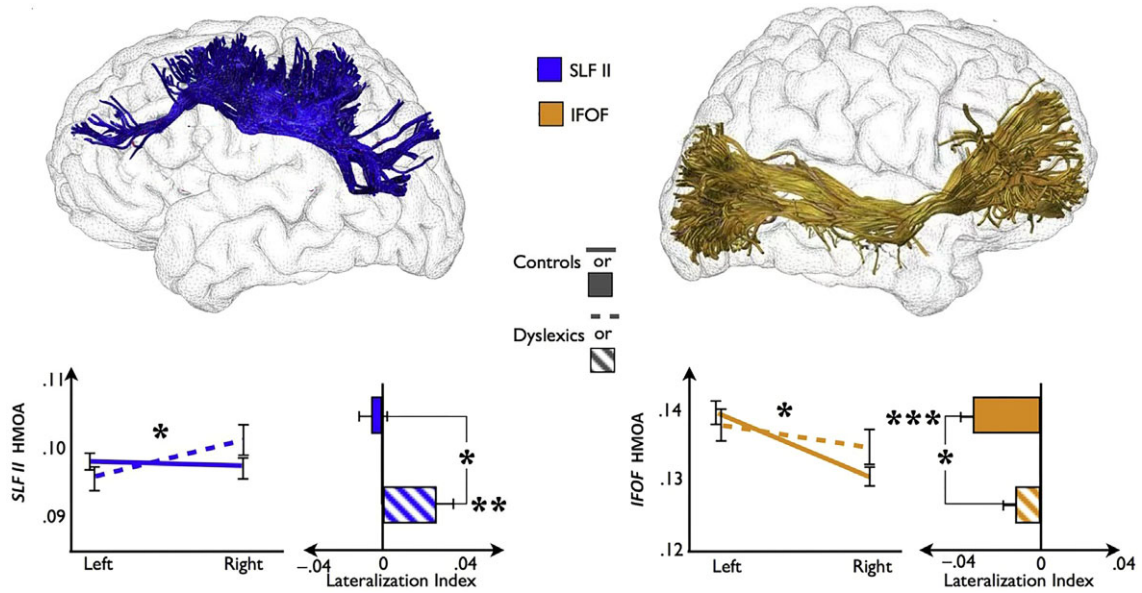 SLF II
IFOF
Controls or
Dyslexics or
SLF II HMOA
.11
.10
.09
*
Left
Right
*
**
–.04
0
.04
Lateralization Index
IFOF HMOA
.14
.13
.12
*
Left
Right
***
*
–.04
0
.04
Lateralization Index